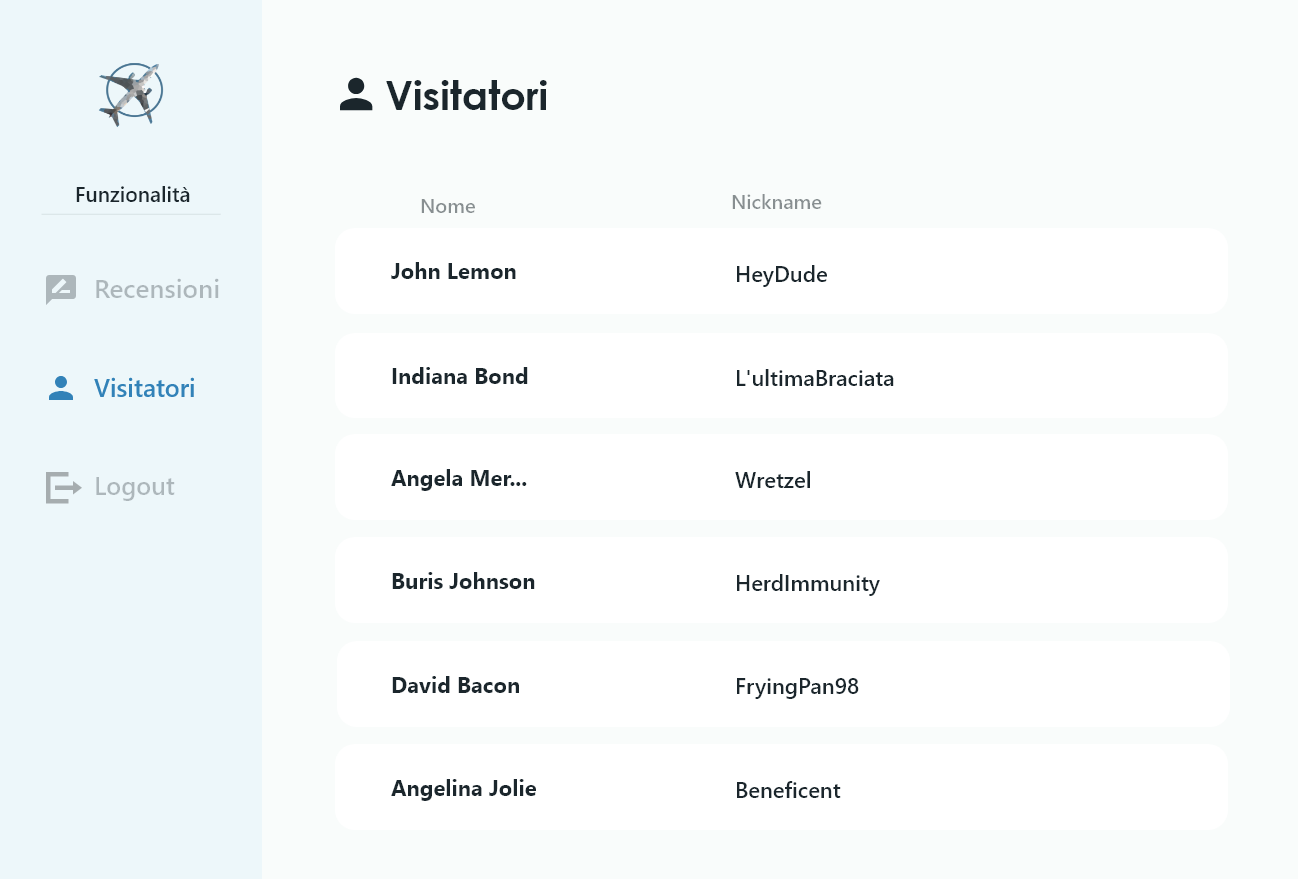 Visitatori
Funzionalità
Recensioni
Visitatori
Logout
Nome Nickname
John Lemon HeyDude
Indiana Bond L'ultimaBraciata
Angela Mer... Wretzel
Buris Johnson HerdImmunity
David Bacon FryingPan98
Angelina Jolie Beneficent